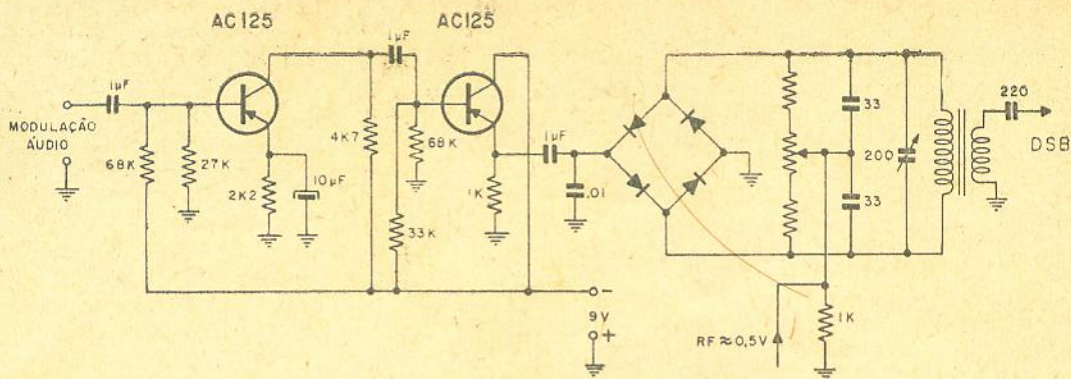 AC125
AC125
1µF
1µF
220
MODULAÇÃO
ÁUDIO
68K
27K
2K2
10µF
4K7
68K
33K
1K
1µF
.01
33
200
33
DSB
-
9V
+
RF≈0,5V
1K